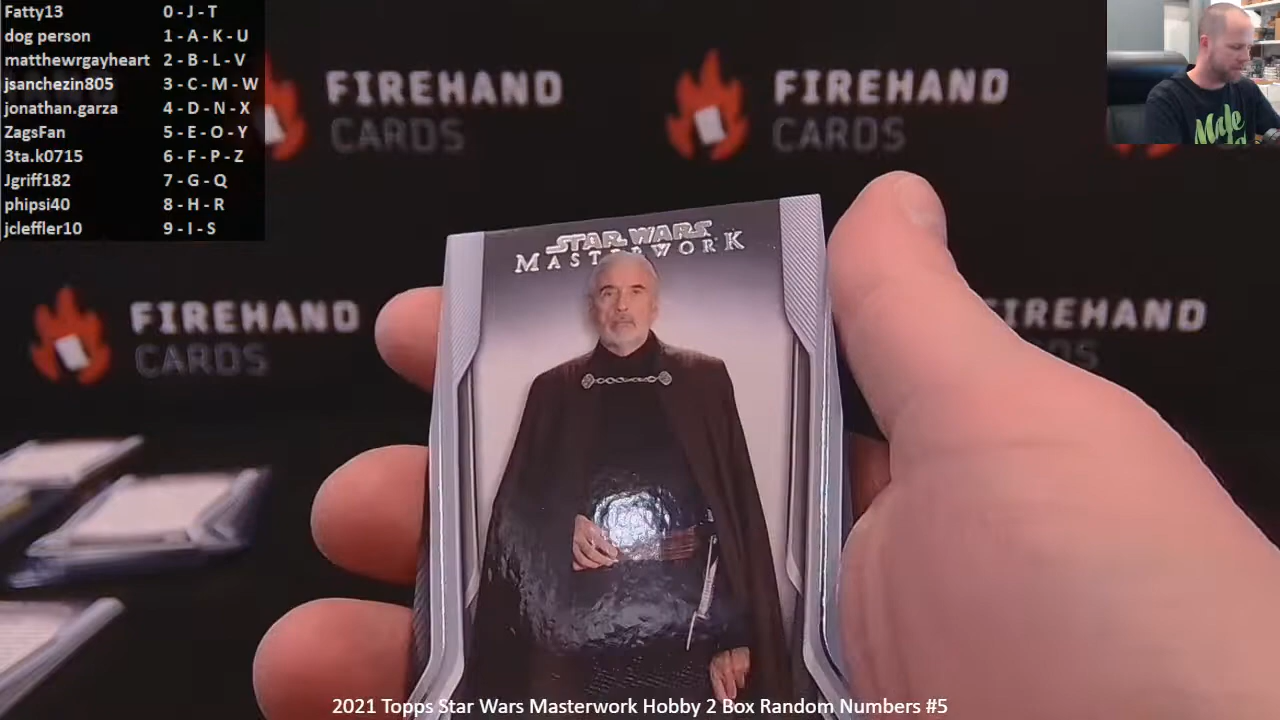 Fatty13 0 - J - T
dog person 1 - A - K - U
matthewrgayheart 2 - B - L - V
jsanchezin805 3 - C - M - W
jonathan.garza 4 - D - N - X
ZagsFan 5 - E - O - Y
3ta.k0715 6 - F - P - Z
Jgriff182 7 - G - Q
phipsi40 8 - H - R
jcleffler10 9 - I - S
FIREHAND
CARDS
FIREHAND
CARDS
STAR WARS
MASTERWORK
FIREHAND
CARDS
2021 Topps Star Wars Masterwork Hobby 2 Box Random Numbers #5